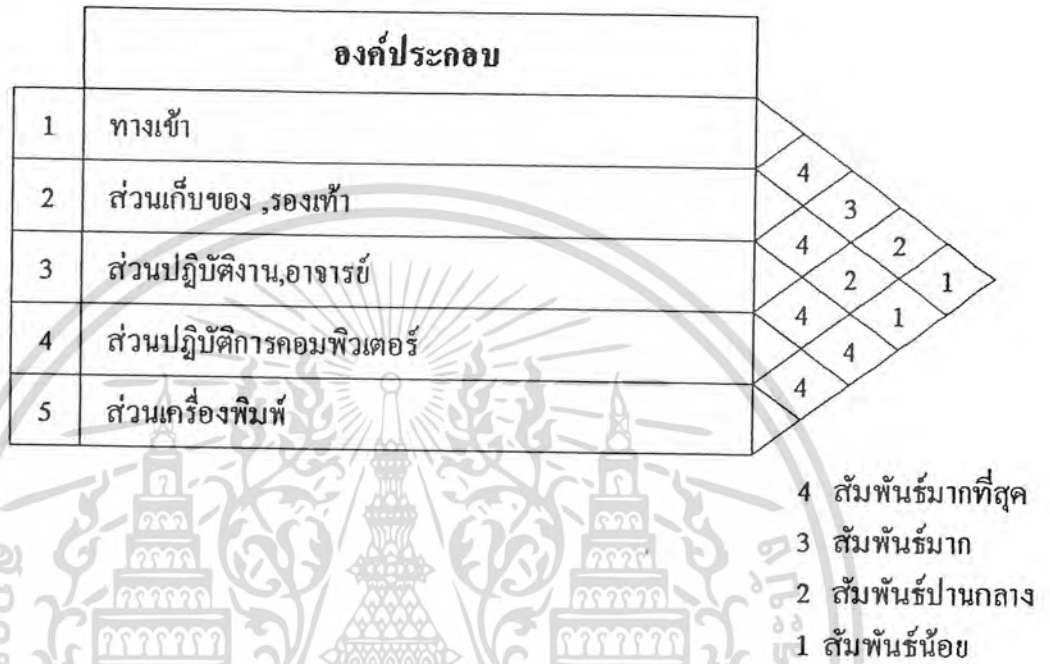 องค์ประกอบ
1 ทางเข้า
2 ส่วนเก็บของ ,รองเท้า
3 ส่วนปฏิบัติงาน,อาจารย์
4 ส่วนปฏิบัติการคอมพิวเตอร์
5 ส่วนเครื่องพิมพ์
4
3
4 2
2 1
4 1
4
4
4 สัมพันธ์มากที่สุด
3 สัมพันธ์มาก
2 สัมพันธ์ปานกลาง
1 สัมพันธ์น้อย